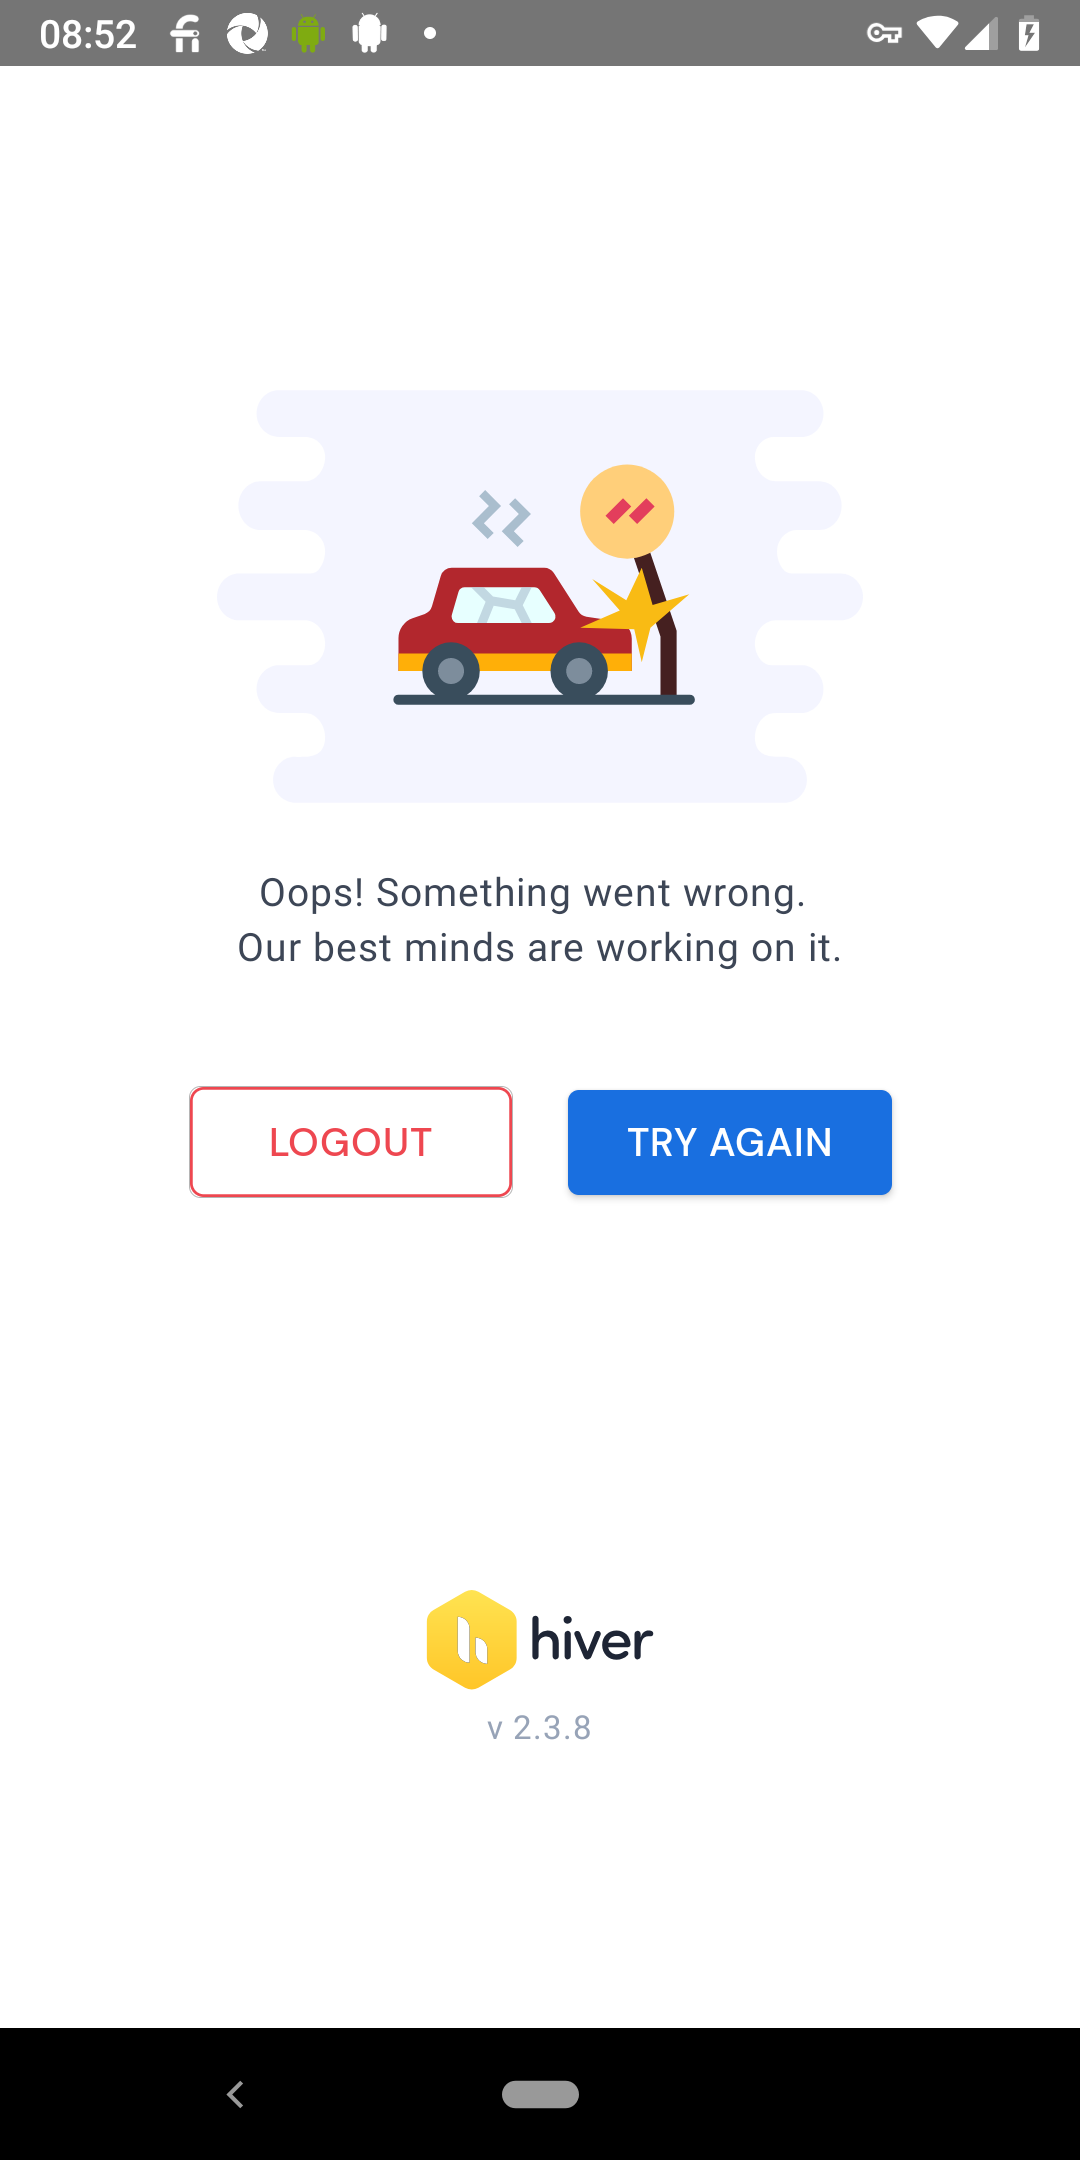 08:52
Oops! Something went wrong.
Our best minds are working on it.
LOGOUT
TRY AGAIN
hiver
v 2.3.8